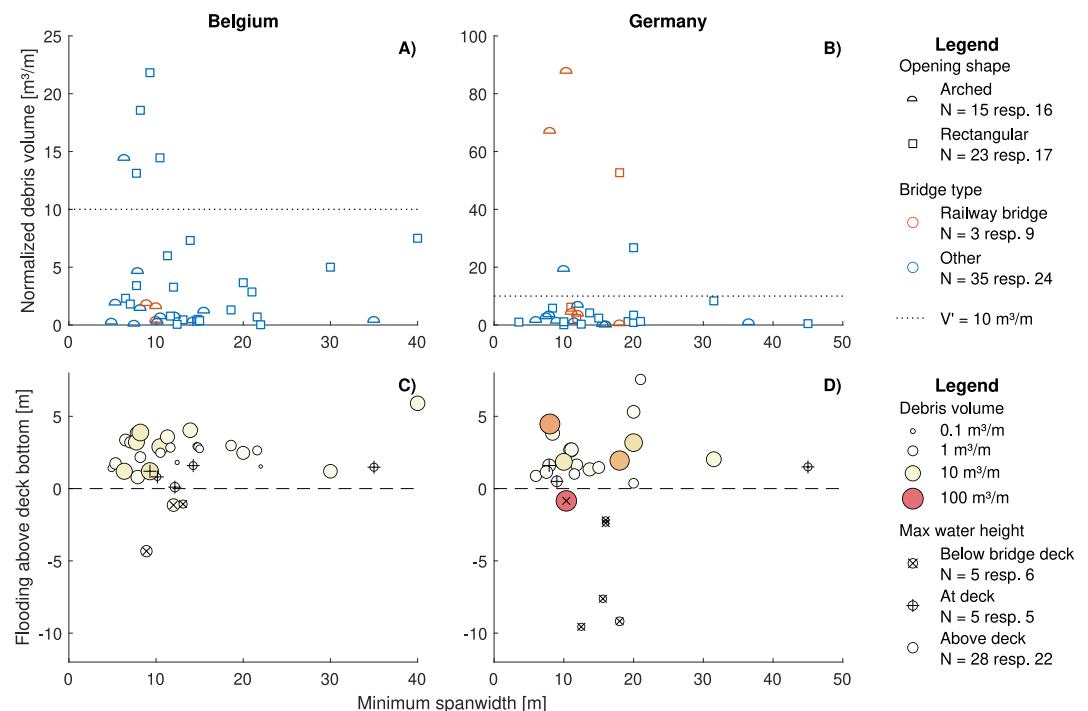 Belgium
Germany
A)
B)
Normalized debris volume [m³/m]
25
20
15
10
5
0
0
10
20
30
40
100
80
60
40
20
0
0
10
20
30
40
50
Legend
Opening shape
Arched
N = 15 resp. 16
Rectangular
N = 23 resp. 17
Bridge type
Railway bridge
N = 3 resp. 9
Other
N = 35 resp. 24
V' = 10 m³/m
C)
D)
Flooding above deck bottom [m]
5
0
-5
-10
0
10
20
30
40
5
0
-5
-10
0
10
20
30
40
50
Minimum spanwidth [m]
Legend
Debris volume
0.1 m³/m
1 m³/m
10 m³/m
100 m³/m
Max water height
Below bridge deck
N = 5 resp. 6
At deck
N = 5 resp. 5
Above deck
N = 28 resp. 22